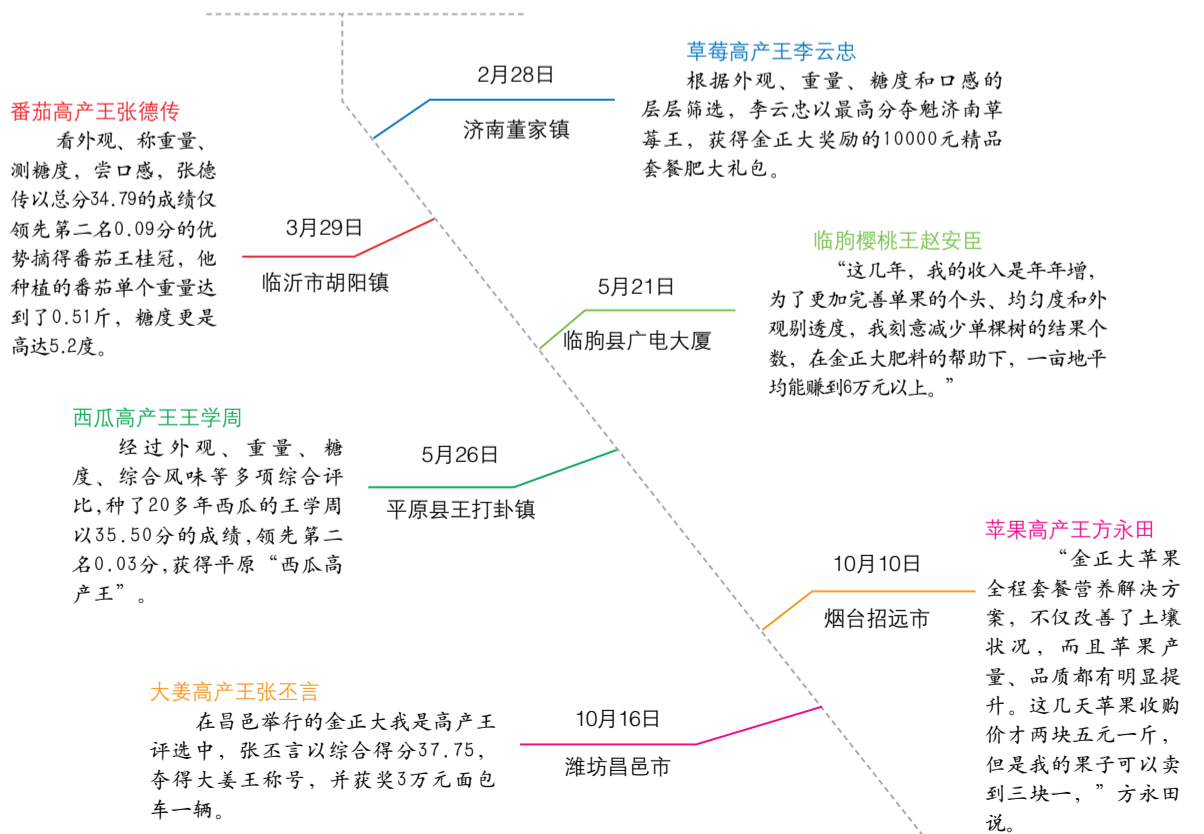 2月28日
济南董家镇
草莓高产王李云忠
根据外观、重量、糖度和口感的
层层筛选，李云忠以最高分夺魁济南草
莓王，获得金正大奖励的10000元精品
套餐肥大礼包。
番茄高产王张德传
看外观、称重量、
测糖度，尝口感，张德
传以总分34.79的成绩仅
领先第二名0.09分的优
势摘得番茄王桂冠，他
种植的番茄单个重量达
到了0.51斤，糖度更是
高达5.2度。
3月29日
临沂市胡阳镇
临朐樱桃王赵安臣
“这几年，我的收入是年年增，
为了更加完善单果的个头、均匀度和外
观剔透度，我刻意减少单棵树的结果个
数，在金正大肥料的帮助下，一亩地平
均能赚到6万元以上。”
5月21日
临朐县广电大厦
西瓜高产王王学周
经过外观、重量、糖
度、综合风味等多项综合评
比,种了20多年西瓜的王学周
以35.50分的成绩,领先第二
名0.03分,获得平原“西瓜高
产王”。
5月26日
平原县王打卦镇
苹果高产王方永田
“金正大苹果
全程套餐营养解决方
案，不仅改善了土壤
状况，而且苹果产
量、品质都有明显提
升。这几天苹果收购
价才两块五元一斤，
但是我的果子可以卖
到三块一，”方永田
说。
10月10日
烟台招远市
大姜高产王张丕言
在昌邑举行的金正大我是高产王
评选中，张丕言以综合得分37.75，
夺得大姜王称号，并获奖3万元面包
车一辆。
10月16日
潍坊昌邑市